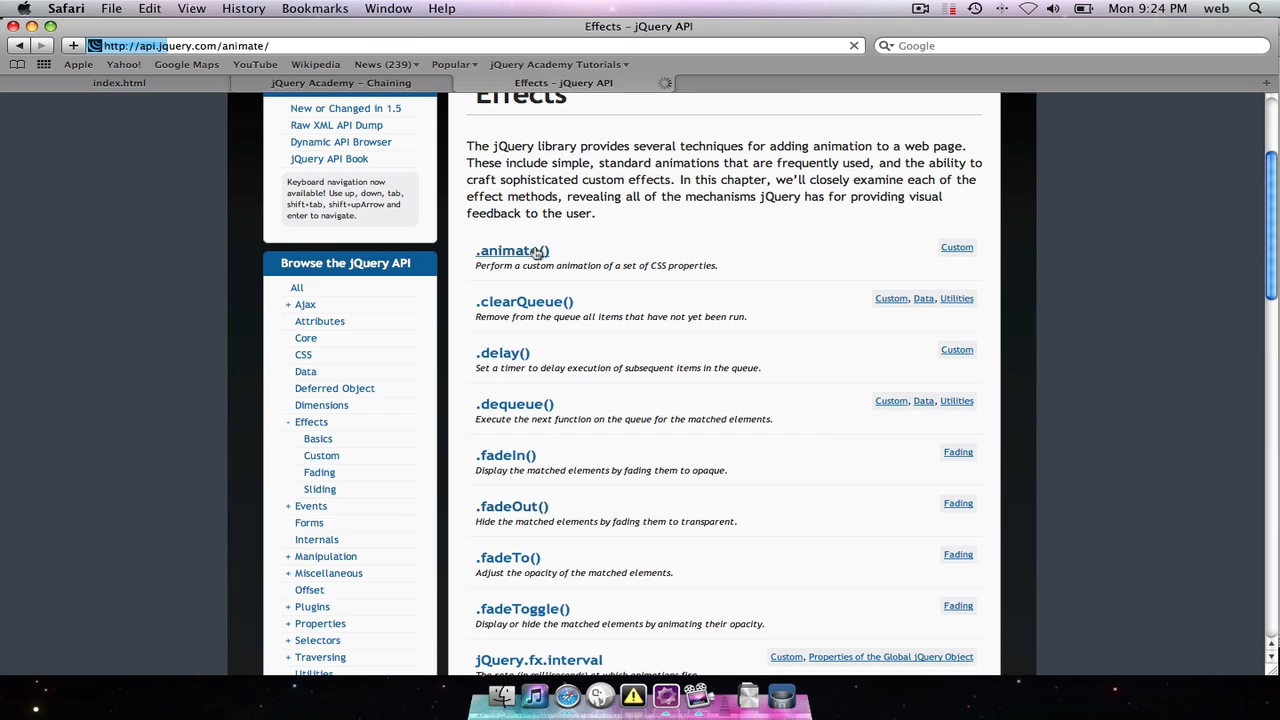 Safari File Edit View History Bookmarks Window Help Mon 9:24 PM web
Effects – jQuery API
http://api.jquery.com/animate/ Google
Apple Yahoo! Google Maps YouTube Wikipedia News (239) Popular jQuery Academy Tutorials
index.html jQuery Academy – Chaining Effects – jQuery API
New or Changed in 1.5
Raw XML API Dump
Dynamic API Browser
jQuery API Book
Keyboard navigation now
available! Use up, down, tab,
shift+tab, shift+upArrow and
enter to navigate.
Browse the jQuery API
All
+ Ajax
Attributes
Core
CSS
Data
Deferred Object
Dimensions
- Effects
Basics
Custom
Fading
Sliding
+ Events
Forms
Internals
+ Manipulation
+ Miscellaneous
Offset
+ Plugins
+ Properties
+ Selectors
+ Traversing
Utilities
Effects
The jQuery library provides several techniques for adding animation to a web page.
These include simple, standard animations that are frequently used, and the ability to
craft sophisticated custom effects. In this chapter, we'll closely examine each of the
effect methods, revealing all of the mechanisms jQuery has for providing visual
feedback to the user.
.animate() Custom
Perform a custom animation of a set of CSS properties.
.clearQueue() Custom, Data, Utilities
Remove from the queue all items that have not yet been run.
.delay() Custom
Set a timer to delay execution of subsequent items in the queue.
.dequeue() Custom, Data, Utilities
Execute the next function on the queue for the matched elements.
.fadeIn() Fading
Display the matched elements by fading them to opaque.
.fadeOut() Fading
Hide the matched elements by fading them to transparent.
.fadeTo() Fading
Adjust the opacity of the matched elements.
.fadeToggle() Fading
Display or hide the matched elements by animating their opacity.
jQuery.fx.interval Custom, Properties of the Global jQuery Object
The rate (in milliseconds) at which animations fire.